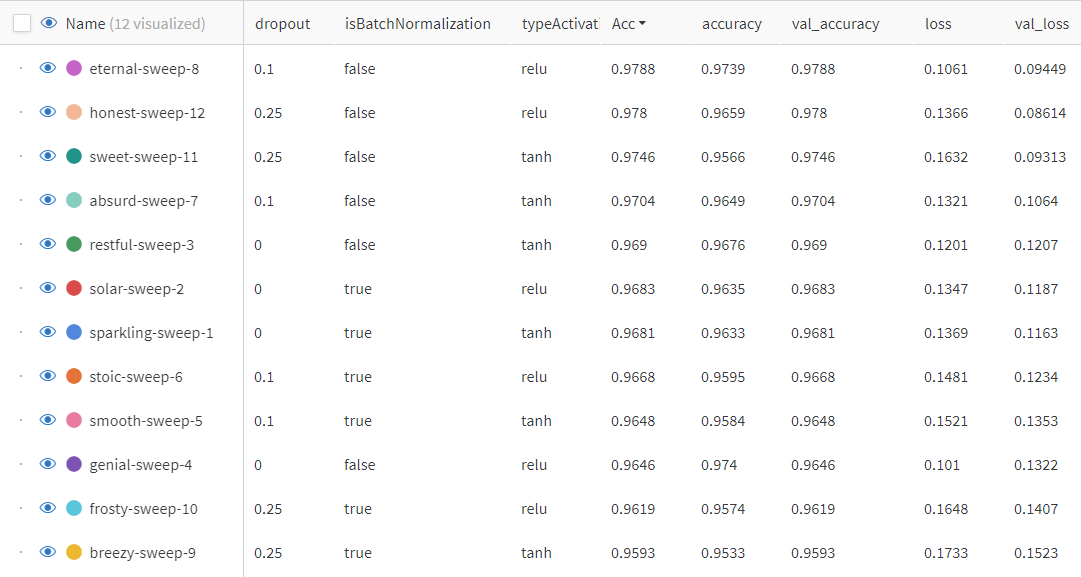 Name (12 visualized) dropout isBatchNormalization typeActivat Acc accuracy val_accuracy loss val_loss
eternal-sweep-8 0.1 false relu 0.9788 0.9739 0.9788 0.1061 0.09449
honest-sweep-12 0.25 false relu 0.978 0.9659 0.978 0.1366 0.08614
sweet-sweep-11 0.25 false tanh 0.9746 0.9566 0.9746 0.1632 0.09313
absurd-sweep-7 0.1 false tanh 0.9704 0.9649 0.9704 0.1321 0.1064
restful-sweep-3 0 false tanh 0.969 0.9676 0.969 0.1201 0.1207
solar-sweep-2 0 true relu 0.9683 0.9635 0.9683 0.1347 0.1187
sparkling-sweep-1 0 true tanh 0.9681 0.9633 0.9681 0.1369 0.1163
stoic-sweep-6 0.1 true relu 0.9668 0.9595 0.9668 0.1481 0.1234
smooth-sweep-5 0.1 true tanh 0.9648 0.9584 0.9648 0.1521 0.1353
genial-sweep-4 0 false relu 0.9646 0.974 0.9646 0.101 0.1322
frosty-sweep-10 0.25 true relu 0.9619 0.9574 0.9619 0.1648 0.1407
breezy-sweep-9 0.25 true tanh 0.9593 0.9533 0.9593 0.1733 0.1523